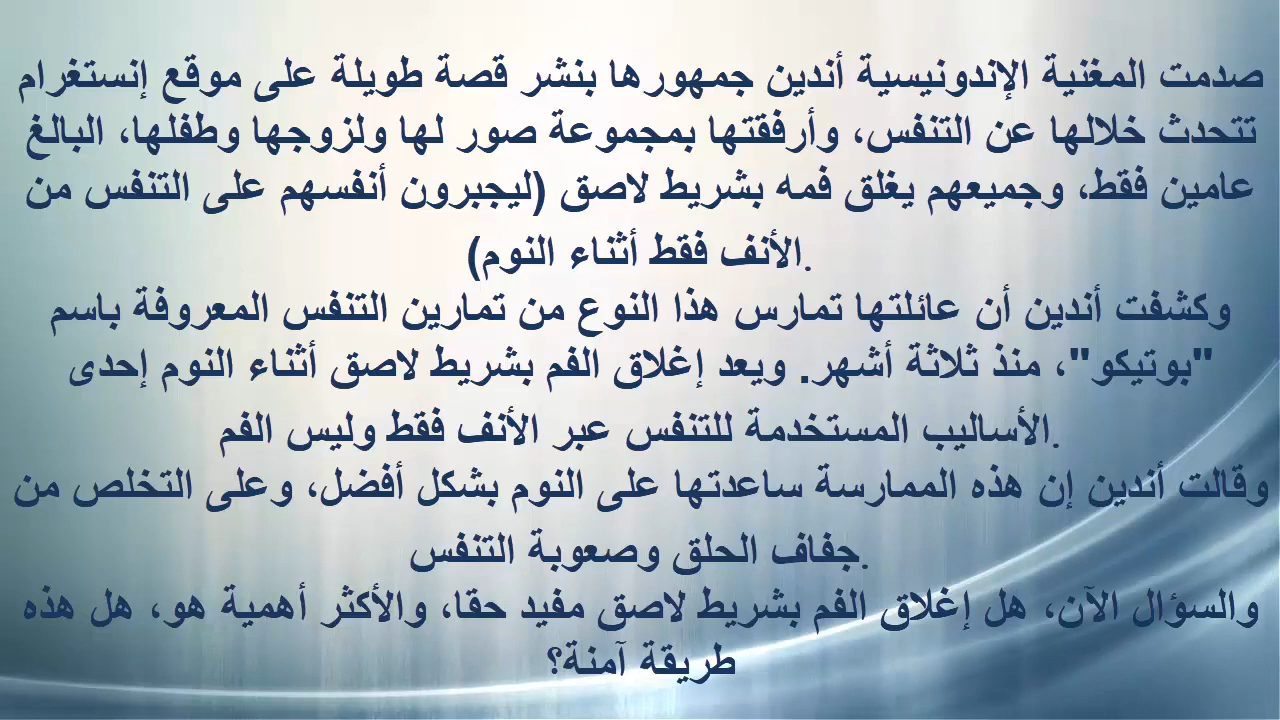 صدمت المغنية الإندونيسية أندين جمهورها بنشر قصة طويلة على موقع إنستغرام
تتحدث خلالها عن التنفس، وأرفقتها بمجموعة صور لها ولزوجها وطفلها، البالغ
عامين فقط، وجميعهم يغلق فمه بشريط لاصق (ليجبرون أنفسهم على التنفس من
الأنف فقط أثناء النوم).
وكشفت أندين أن عائلتها تمارس هذا النوع من تمارين التنفس المعروفة باسم
"بوتيكو"، منذ ثلاثة أشهر. ويعد إغلاق الفم بشريط لاصق أثناء النوم إحدى
الأساليب المستخدمة للتنفس عبر الأنف فقط وليس الفم.
وقالت أندين إن هذه الممارسة ساعدتها على النوم بشكل أفضل، وعلى التخلص من
جفاف الحلق وصعوبة التنفس.
والسؤال الآن، هل إغلاق الفم بشريط لاصق مفيد حقا، والأكثر أهمية هو، هل هذه
طريقة آمنة؟